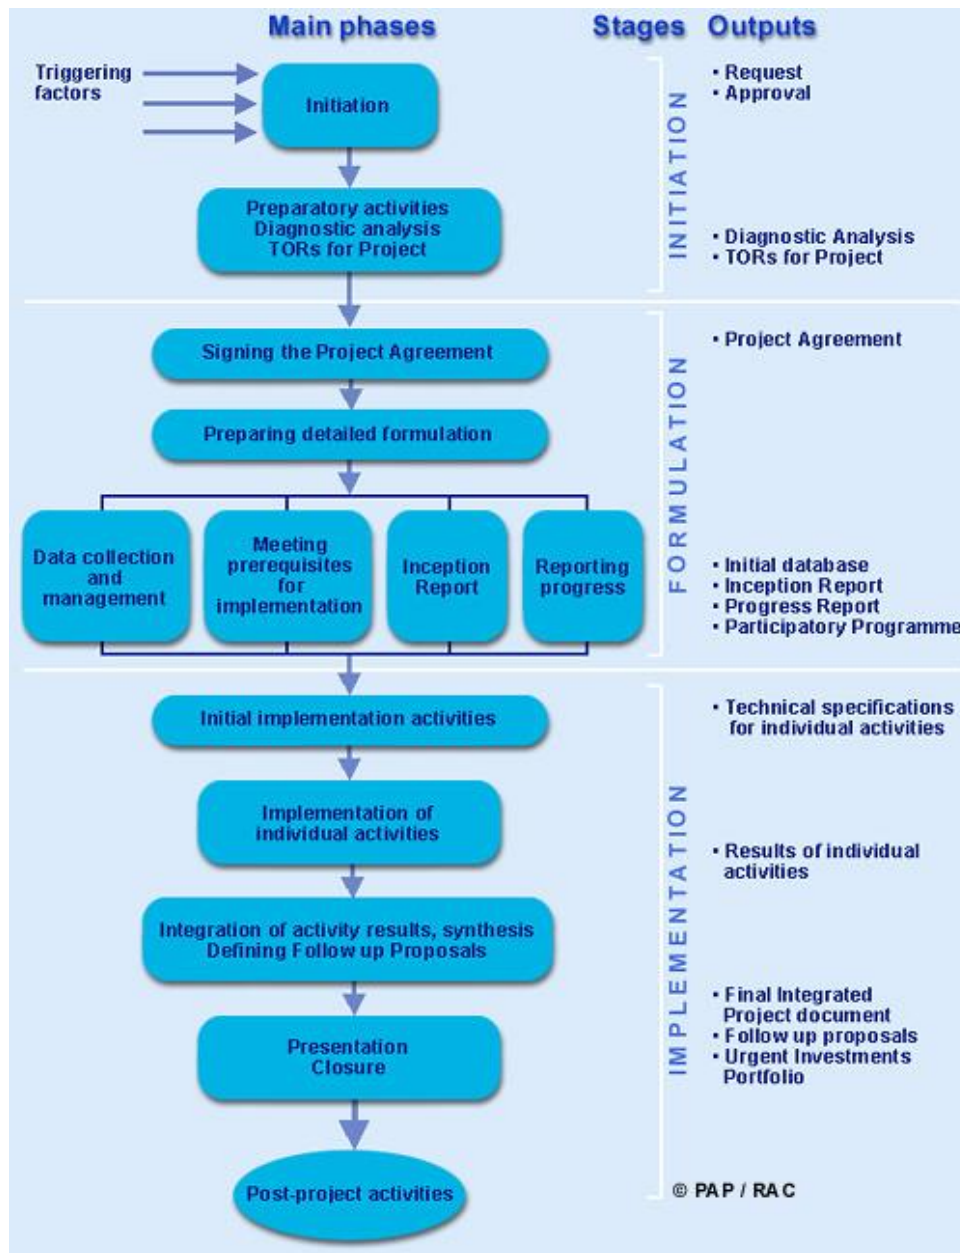 Main phases
Stages
Outputs
Triggering
factors
Initiation
• Request
• Approval
INITIATION
Preparatory activities
Diagnostic analysis
TORs for Project
• Diagnostic Analysis
• TORs for Project
Signing the Project Agreement
• Project Agreement
FORMULATION
Preparing detailed formulation
Data collection
and
management
Meeting
prerequisites
for
implementation
Inception
Report
Reporting
progress
• Initial database
• Inception Report
• Progress Report
• Participatory Programme
Initial implementation activities
• Technical specifications
for individual activities
IMPLEMENTATION
Implementation of
individual activities
• Results of individual
activities
Integration of activity results, synthesis
Defining Follow up Proposals
• Final Integrated
Project document
• Follow up proposals
• Urgent Investments
Portfolio
Presentation
Closure
Post-project activities
© PAP / RAC